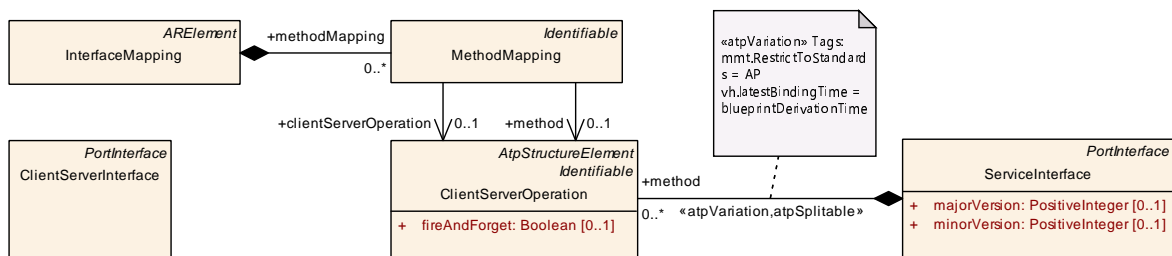 ARElement
InterfaceMapping
+methodMapping
0..*
Identifiable
MethodMapping
«atpVariation» Tags:
mmt.RestrictToStandard
s = AP
vh.latestBindingTime =
blueprintDerivationTime
+clientServerOperation
0..1
+method
0..1
PortInterface
ClientServerInterface
AtpStructureElement
Identifiable
ClientServerOperation
+ fireAndForget: Boolean [0..1]
+method
0..*
«atpVariation,atpSplitable»
PortInterface
ServiceInterface
+ majorVersion: PositiveInteger [0..1]
+ minorVersion: PositiveInteger [0..1]